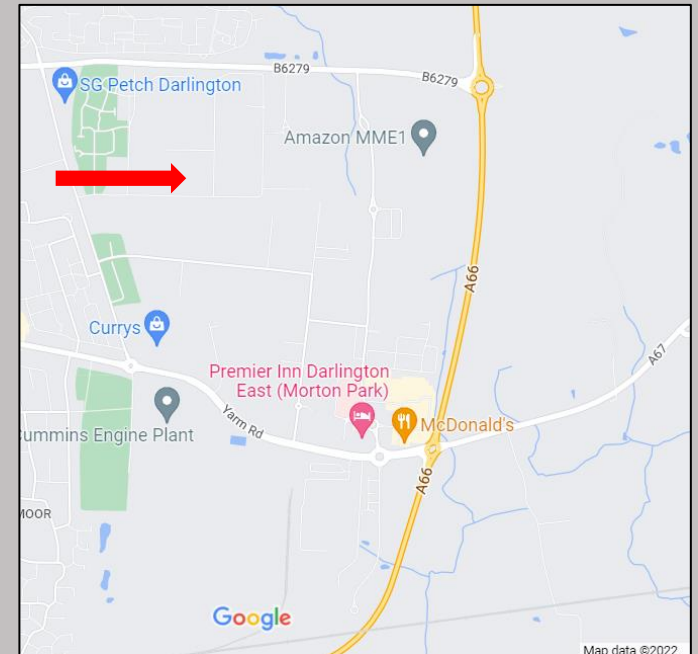 B6279
B6279
SG Petch Darlington
Amazon MME1
A66
Currys
A67
Premier Inn Darlington
East (Morton Park)
Yarm Rd
McDonald's
ummins Engine Plant
A66
MOOR
Google
Map data ©2022